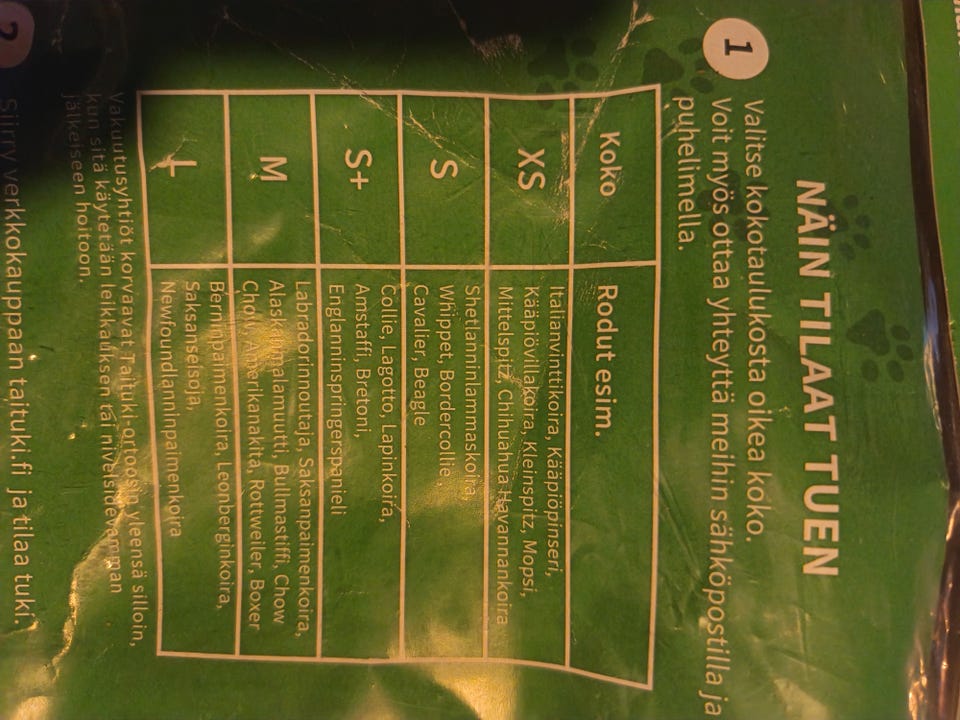 NÄIN TILAAT TUEN
1
Valitse kokotaulukosta oikea koko.
Voit myös ottaa yhteyttä meihin sähköpostilla ja
puhelimella.
Koko Rodut esim.
XS
Italianvinttikoira, Kääpiöpinseri,
Kääpiövillakoira, Kleinspitz, Mopsi,
Mittelspitz, Chihuahua Havannankoira
S
Shetlanninlammaskoira,
Whippet, Bordercollie,
Cavalier, Beagle
S+
Collie, Lagotto, Lapinkoira,
Amstaffi, Bretoni,
Englanninspringerspanieli
M
Labradorinnoutaja, Saksanpaimenkoira,
Alaskanmalamutti, Bullmastiffi, Chow
Chow, Amerikanakita, Rottweiler, Boxer
L
Berninpaimenkoira, Leonberginkoira,
Saksanseisoja,
Newfoundlanninpaimenkoira
Vakuutusyhtiöt korvaavat Taituki-ortoosin yleensä silloin,
kun sitä käytetään leikkauksen tai nivelsidevamman
jälkeiseen hoitoon.
2
Siirry verkkokauppaan taituki.fi ja tilaa tuki.